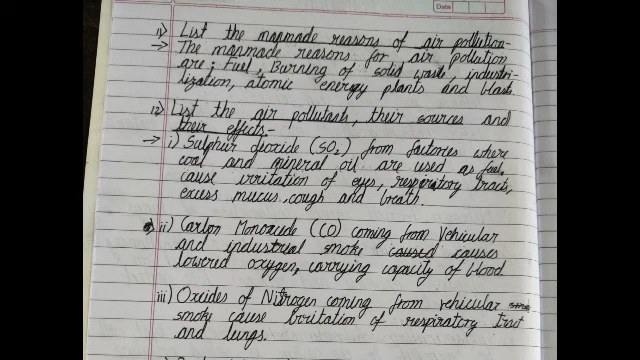 Date
11) List the manmade reasons of air pollution-
→ The manmade reasons for air pollution
are; Fuel, Burning of solid waste, industri-
lization, atomic energy plants and blasts
12) List the air pollutants, their sources and
their effects-
→ i) Sulphur dioxide (SO₂) from factories where
coal and mineral oil are used as fuel,
cause irritation of eyes, respiratory tracts,
excess mucus, cough and breath.
ii) Carbon Monoxide (CO) coming from Vehicular
and industrial smoke caused causes
lowered oxygen, carrying capacity of blood
iii) Oxcides of Nitrogen coming from vehicular
smoke cause irritation of respiratory tract
and lungs.